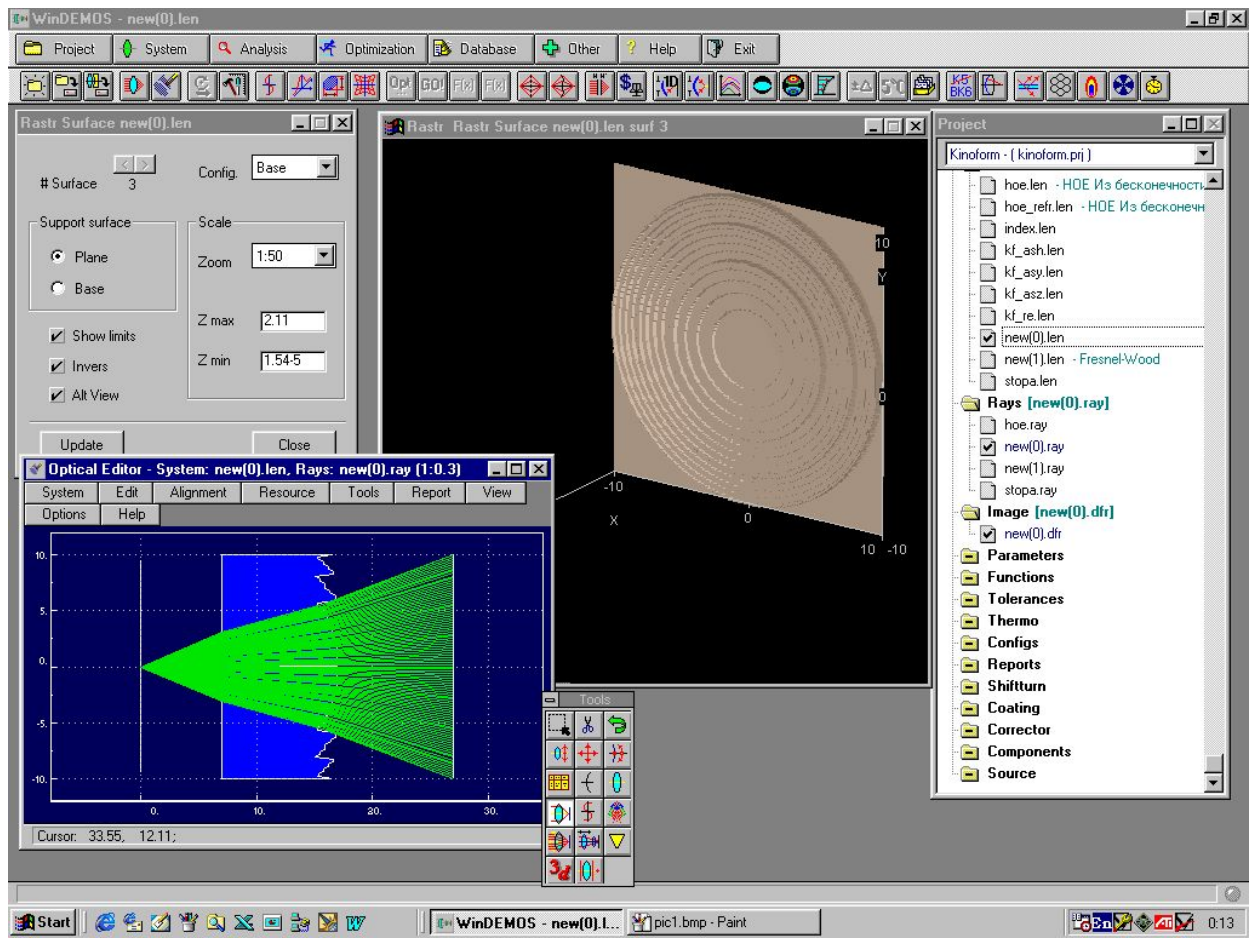 WinDEMOS - new(0).len
Project System Analysis Optimization Database Other Help Exit
Opt GO! F(x) F(x) 1D 5°C K5 BK6
Rastr Surface new(0).len
# Surface 3
Config. Base
Support surface
Plane
Base
Show limits
Invers
Alt View
Scale
Zoom 1:50
Z max 2.11
Z min 1.54-5
Update Close
Rastr Rastr Surface new(0).len surf 3
10
Y
0
-10
X
0
10 -10
Project
Kinoform - ( kinoform.prj )
hoe.len - HOE Из бесконечности
hoe_refr.len - HOE Из бесконечн
index.len
kf_ash.len
kf_asy.len
kf_asz.len
kf_re.len
new(0).len
new(1).len - Fresnel-Wood
stopa.len
Rays [new(0).ray]
hoe.ray
new(0).ray
new(1).ray
stopa.ray
Image [new(0).dfr]
new(0).dfr
Parameters
Functions
Tolerances
Thermo
Configs
Reports
Shiftturn
Coating
Corrector
Components
Source
Optical Editor - System: new(0).len, Rays: new(0).ray (1:0.3)
System Edit Alignment Resource Tools Report View
Options Help
10.
5.
0.
-5.
-10.
0. 10. 20. 30.
Cursor: 33.55, 12.11;
Tools
3d
Start WinDEMOS - new(0).l... pic1.bmp - Paint En 0:13